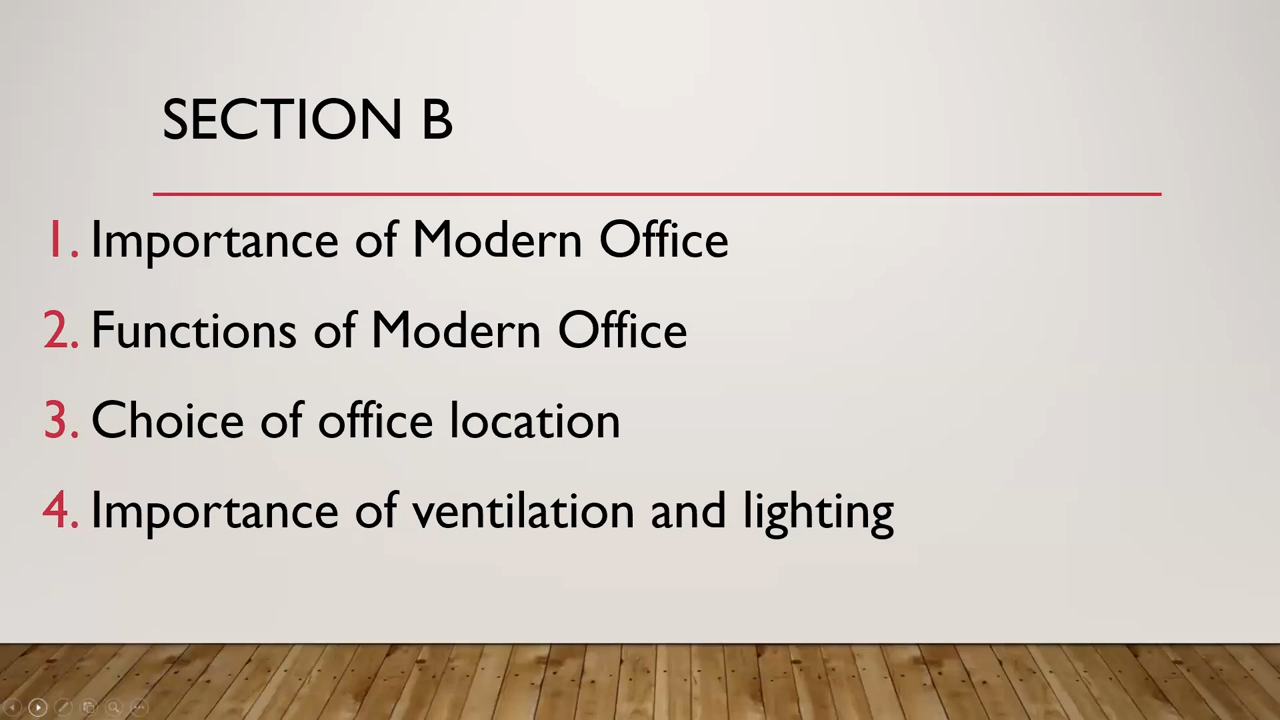 SECTION B
1. Importance of Modern Office
2. Functions of Modern Office
3. Choice of office location
4. Importance of ventilation and lighting